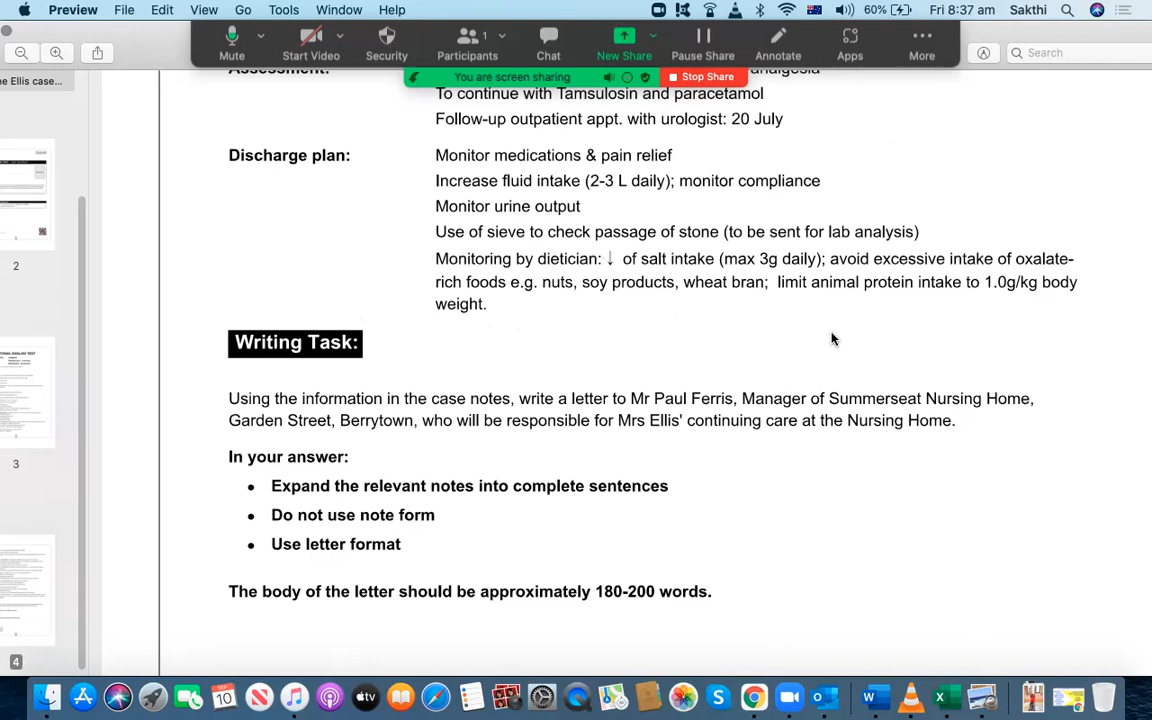 Preview File Edit View Go Tools Window Help 60% Fri 8:37 am Sakthi
Mute Start Video Security Participants 1 Chat New Share Pause Share Annotate Apps More
Search
You are screen sharing Stop Share
ne Ellis case...
Assessment: analgesia
To continue with Tamsulosin and paracetamol
Follow-up outpatient appt. with urologist: 20 July
Discharge plan: Monitor medications & pain relief
Increase fluid intake (2-3 L daily); monitor compliance
Monitor urine output
Use of sieve to check passage of stone (to be sent for lab analysis)
Monitoring by dietician: ↓ of salt intake (max 3g daily); avoid excessive intake of oxalate-
rich foods e.g. nuts, soy products, wheat bran; limit animal protein intake to 1.0g/kg body
weight.
2
Writing Task:
Using the information in the case notes, write a letter to Mr Paul Ferris, Manager of Summerseat Nursing Home,
Garden Street, Berrytown, who will be responsible for Mrs Ellis' continuing care at the Nursing Home.
In your answer:
3
• Expand the relevant notes into complete sentences
• Do not use note form
• Use letter format
The body of the letter should be approximately 180-200 words.
4
SEP
10
tv